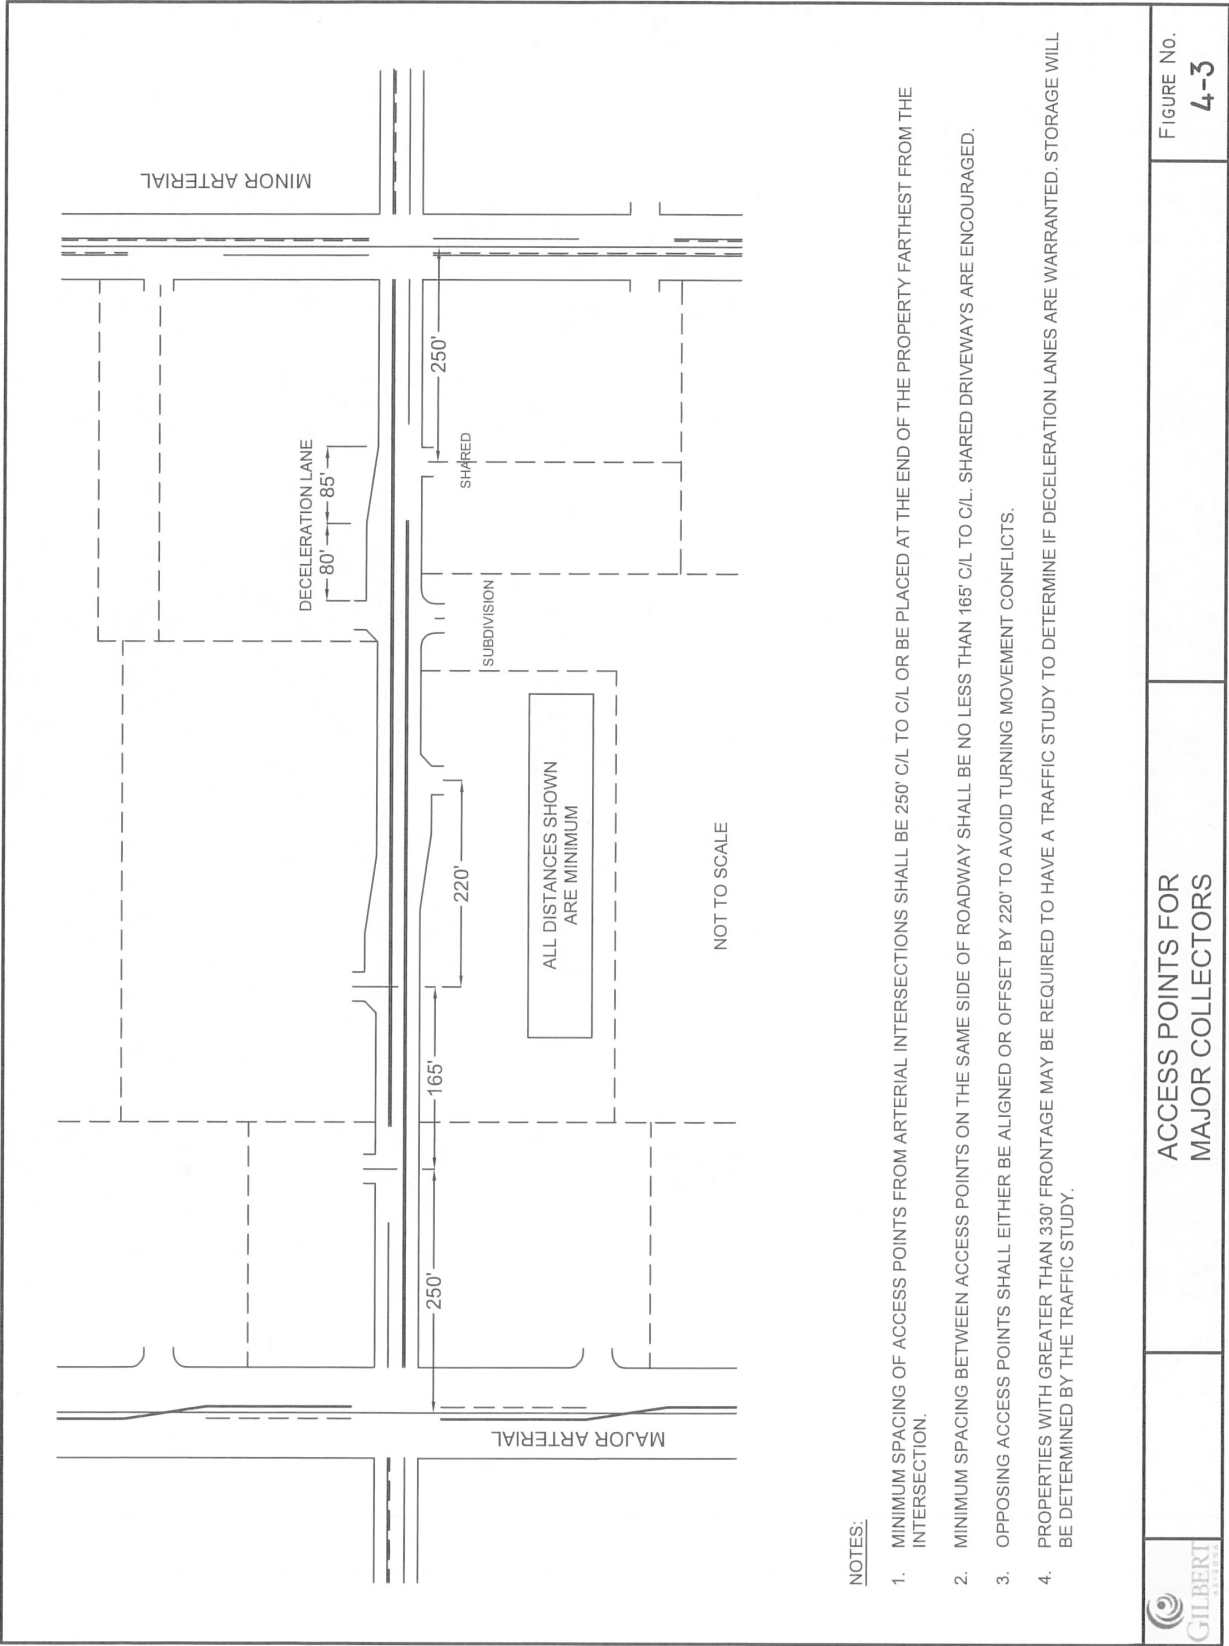 MINOR ARTERIAL
DECELERATION LANE
80'
85'
250'
SHARED
SUBDIVISION
220'
165'
250'
ALL DISTANCES SHOWN
ARE MINIMUM
MAJOR ARTERIAL
NOT TO SCALE
NOTES:
1. MINIMUM SPACING OF ACCESS POINTS FROM ARTERIAL INTERSECTIONS SHALL BE 250' C/L TO C/L OR BE PLACED AT THE END OF THE PROPERTY FARTHEST FROM THE
INTERSECTION.
2. MINIMUM SPACING BETWEEN ACCESS POINTS ON THE SAME SIDE OF ROADWAY SHALL BE NO LESS THAN 165' C/L TO C/L. SHARED DRIVEWAYS ARE ENCOURAGED.
3. OPPOSING ACCESS POINTS SHALL EITHER BE ALIGNED OR OFFSET BY 220' TO AVOID TURNING MOVEMENT CONFLICTS.
4. PROPERTIES WITH GREATER THAN 330' FRONTAGE MAY BE REQUIRED TO HAVE A TRAFFIC STUDY TO DETERMINE IF DECELERATION LANES ARE WARRANTED. STORAGE WILL
BE DETERMINED BY THE TRAFFIC STUDY.
GILBERT
ACCESS POINTS FOR
MAJOR COLLECTORS
FIGURE NO.
4-3